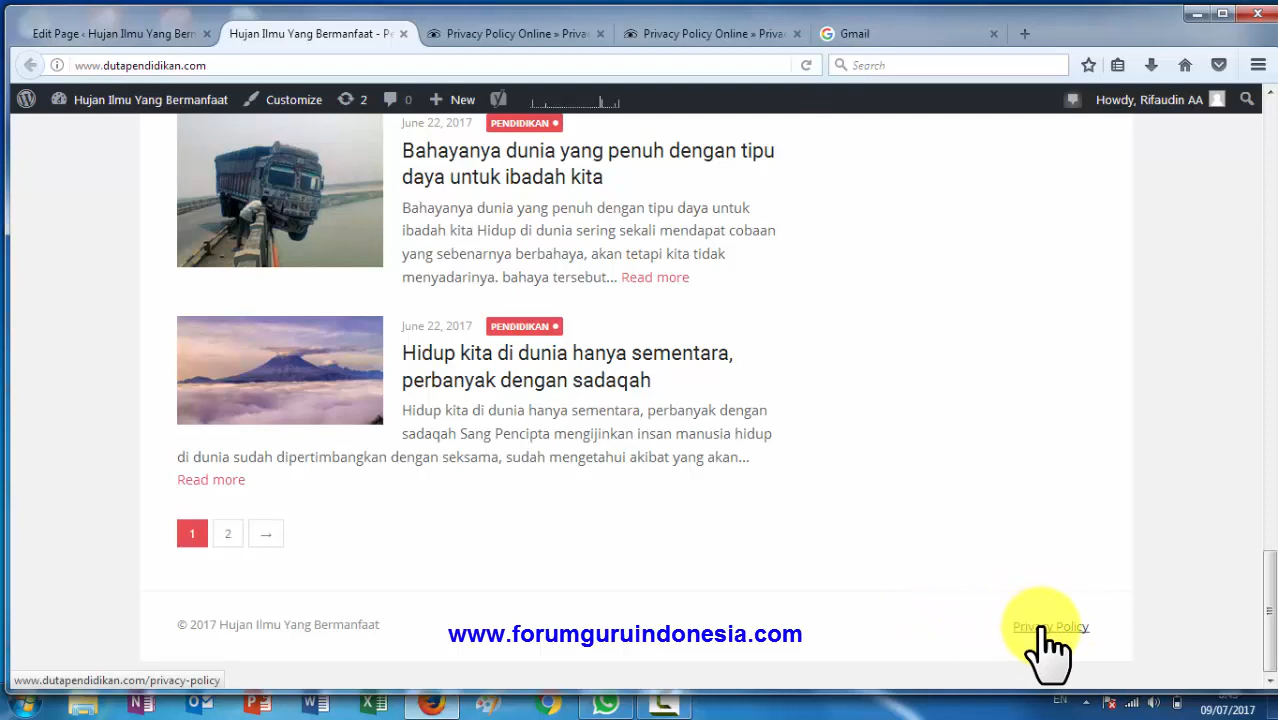 Edit Page ‹ Hujan Ilmu Yang Bern
Hujan Ilmu Yang Bermanfaat - Pe
Privacy Policy Online » Priva
Privacy Policy Online » Priva
Gmail
www.dutapendidikan.com
Search
Hujan Ilmu Yang Bermanfaat
Customize
2
0
New
Howdy, Rifaudin AA
June 22, 2017
PENDIDIKAN
Bahayanya dunia yang penuh dengan tipu
daya untuk ibadah kita
Bahayanya dunia yang penuh dengan tipu daya untuk
ibadah kita Hidup di dunia sering sekali mendapat cobaan
yang sebenarnya berbahaya, akan tetapi kita tidak
menyadarinya. bahaya tersebut... Read more
June 22, 2017
PENDIDIKAN
Hidup kita di dunia hanya sementara,
perbanyak dengan sadaqah
Hidup kita di dunia hanya sementara, perbanyak dengan
sadaqah Sang Pencipta mengijinkan insan manusia hidup
di dunia sudah dipertimbangkan dengan seksama, sudah mengetahui akibat yang akan...
Read more
1 2 →
© 2017 Hujan Ilmu Yang Bermanfaat
www.forumguruindonesia.com
Privacy Policy
www.dutapendidikan.com/privacy-policy
EN
09/07/2017